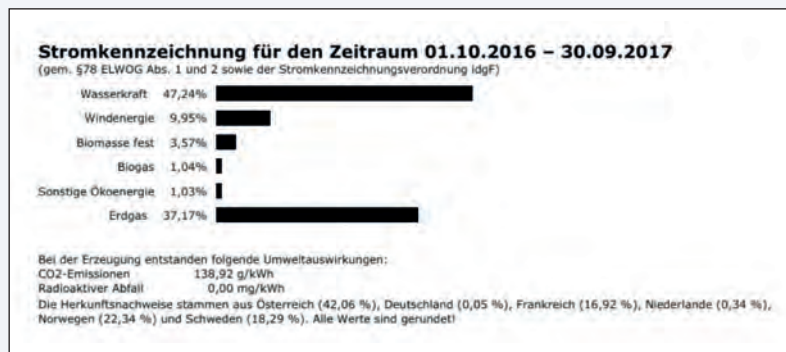 Stromkennzeichnung für den Zeitraum 01.10.2016 – 30.09.2017
(gem. §78 ELWOG Abs. 1 und 2 sowie der Stromkennzeichnungsverordnung idgF)
Wasserkraft 47,24%
Windenergie 9,95%
Biomasse fest 3,57%
Biogas 1,04%
Sonstige Ökoenergie 1,03%
Erdgas 37,17%
Bei der Erzeugung entstanden folgende Umweltauswirkungen:
CO2-Emissionen 138,92 g/kWh
Radioaktiver Abfall 0,00 mg/kWh
Die Herkunftsnachweise stammen aus Österreich (42,06 %), Deutschland (0,05 %), Frankreich (16,92 %), Niederlande (0,34 %),
Norwegen (22,34 %) und Schweden (18,29 %). Alle Werte sind gerundet!